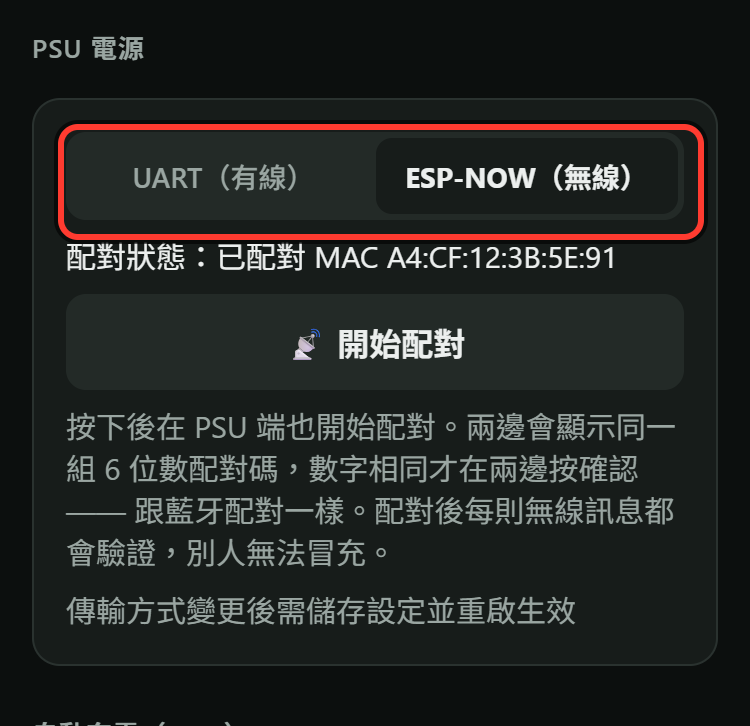 PSU 電源
UART（有線）
ESP-NOW（無線）
配對狀態：已配對 MAC A4:CF:12:3B:5E:91
開始配對
按下後在 PSU 端也開始配對。兩邊會顯示同一
組 6 位數配對碼，數字相同才在兩邊按確認
—— 跟藍牙配對一樣。配對後每則無線訊息都
會驗證，別人無法冒充。
傳輸方式變更後需儲存設定並重啟生效